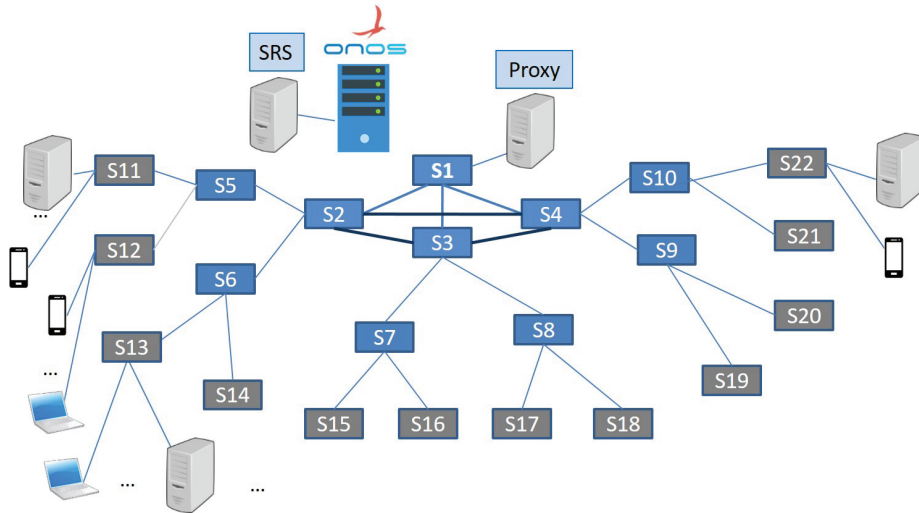 onos
SRS
Proxy
S1
S11
S22
S5
S10
S2
S4
...
S12
S3
S21
S6
S9
S20
S7
S8
S13
...
S19
S14
S15
S16
S17
S18
...
...
...